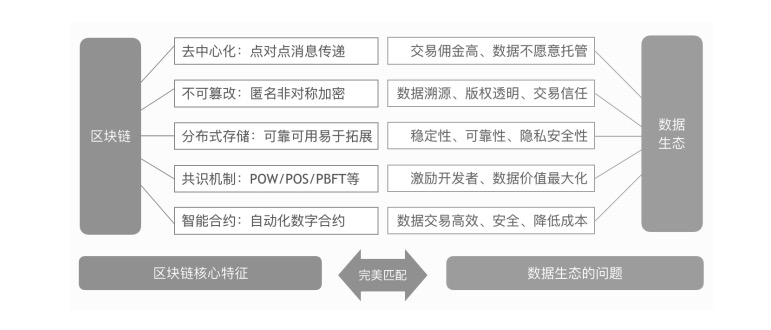 区块链
去中心化：点对点消息传递
不可篡改：匿名非对称加密
分布式存储：可靠可用易于拓展
共识机制：POW/POS/PBFT等
智能合约：自动化数字合约
交易佣金高、数据不愿意托管
数据溯源、版权透明、交易信任
稳定性、可靠性、隐私安全性
激励开发者、数据价值最大化
数据交易高效、安全、降低成本
数据
生态
区块链核心特征
完美匹配
数据生态的问题